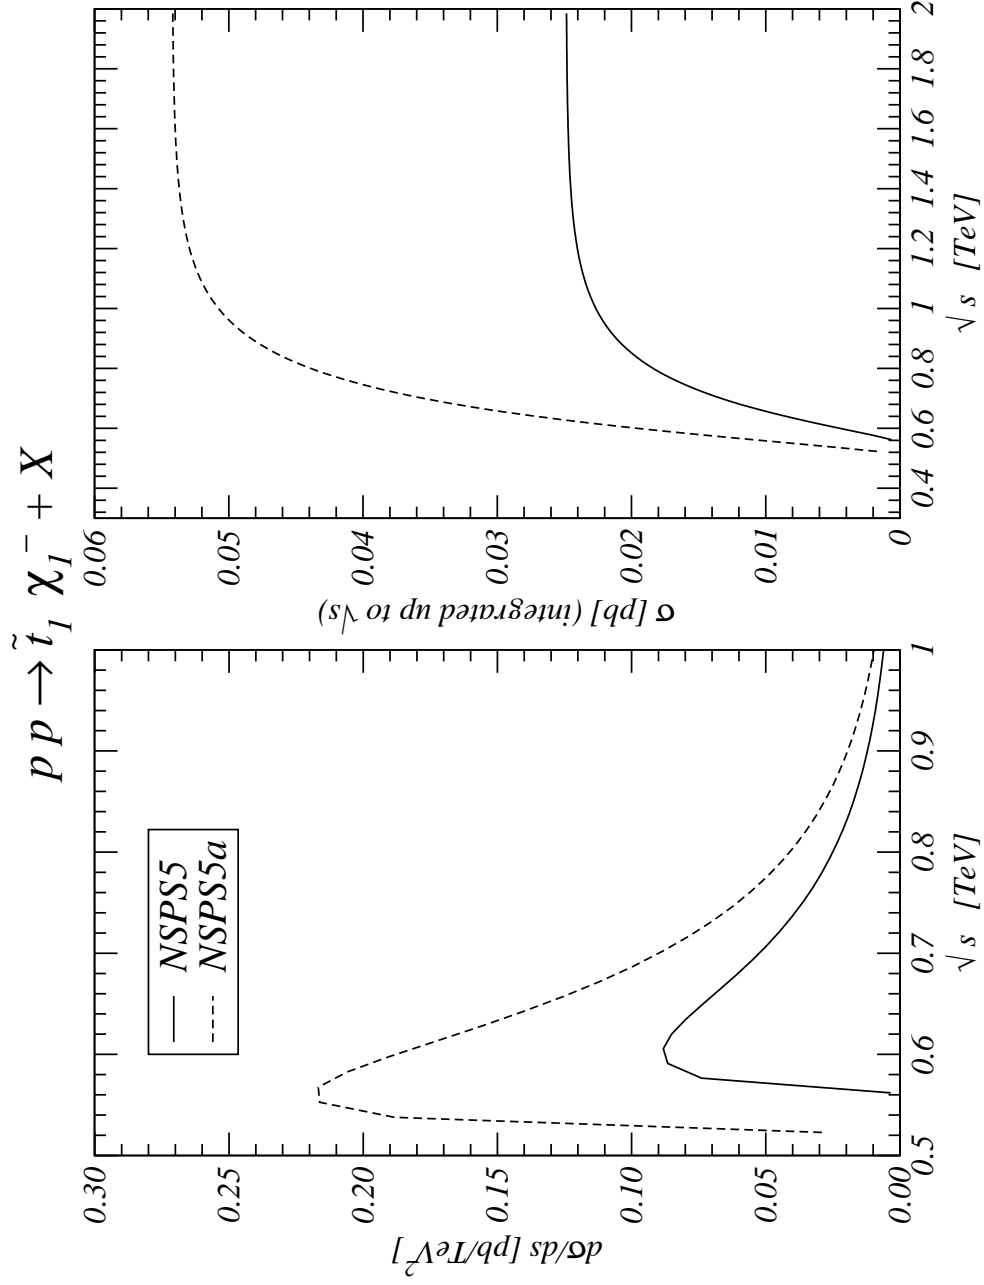 p p → t̃₁ χ₁⁻ + X
dσ/ds [pb/TeV²]
0.30
0.25
0.20
0.15
0.10
0.05
0.00
NSPS5
NSPS5a
0.5 0.6 0.7 0.8 0.9 1
√s [TeV]
σ [pb] (integrated up to √s)
0.06
0.05
0.04
0.03
0.02
0.01
0
0.4 0.6 0.8 1 1.2 1.4 1.6 1.8 2
√s [TeV]